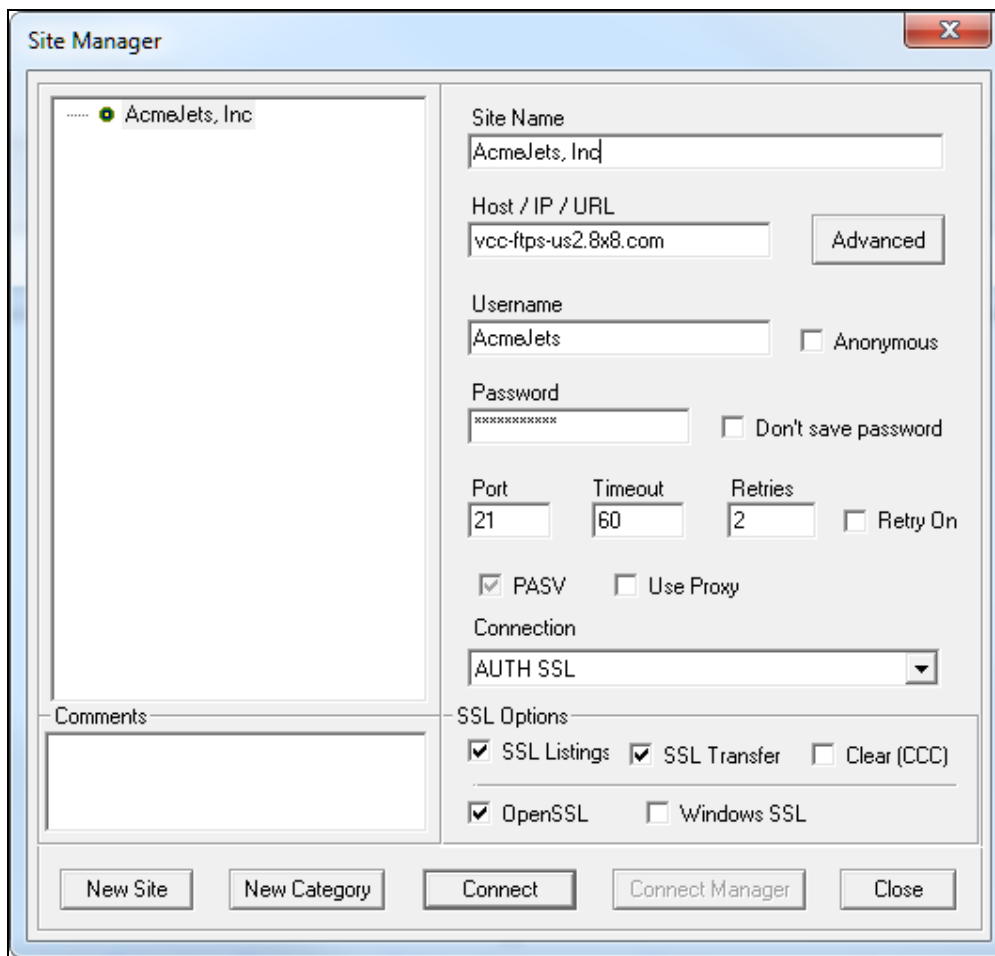 Site Manager
AcmeJets, Inc
Site Name
AcmeJets, Inc
Host / IP / URL
vcc-ftps-us2.8x8.com
Advanced
Username
AcmeJets
Anonymous
Password
***********
Don't save password
Port Timeout Retries
21 60 2 Retry On
PASV Use Proxy
Connection
AUTH SSL
Comments
SSL Options
SSL Listings SSL Transfer Clear (CCC)
OpenSSL Windows SSL
New Site New Category Connect Connect Manager Close